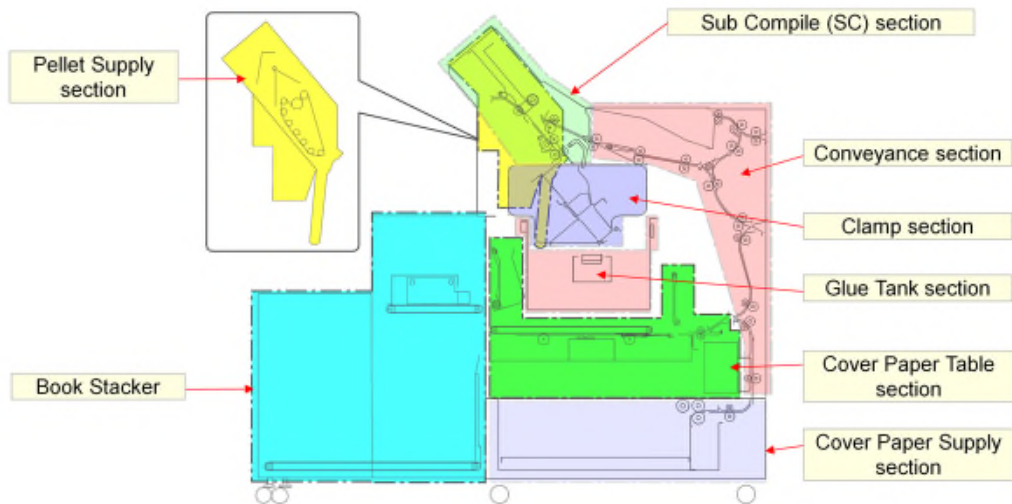 Sub Compile (SC) section
Pellet Supply
section
Conveyance section
Clamp section
Glue Tank section
Book Stacker
Cover Paper Table
section
Cover Paper Supply
section